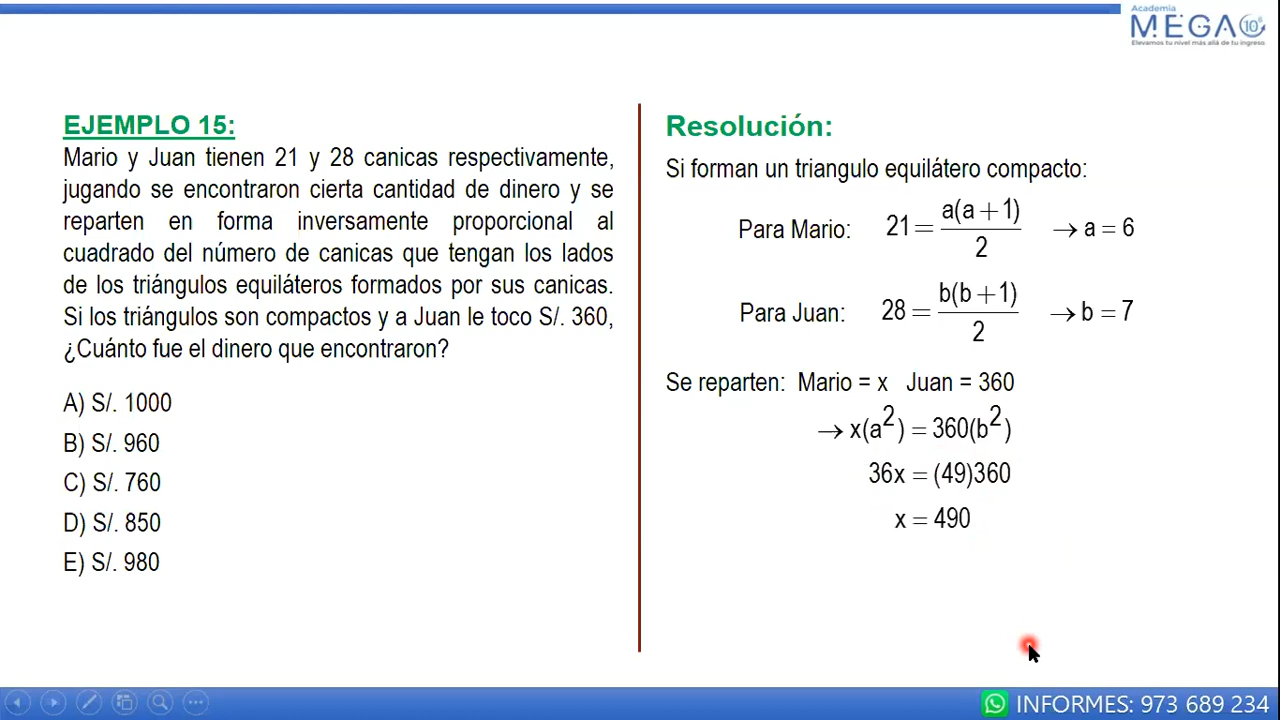 Academia
MEGA 10
Elevamos tu nivel más allá de tu ingreso
EJEMPLO 15:
Mario y Juan tienen 21 y 28 canicas respectivamente,
jugando se encontraron cierta cantidad de dinero y se
reparten en forma inversamente proporcional al
cuadrado del número de canicas que tengan los lados
de los triángulos equiláteros formados por sus canicas.
Si los triángulos son compactos y a Juan le toco S/. 360,
¿Cuánto fue el dinero que encontraron?
A) S/. 1000
B) S/. 960
C) S/. 760
D) S/. 850
E) S/. 980
Resolución:
Si forman un triangulo equilátero compacto:
Para Mario: 21 = a(a + 1)/2 → a = 6
Para Juan: 28 = b(b + 1)/2 → b = 7
Se reparten: Mario = x Juan = 360
→ x(a²) = 360(b²)
36x = (49)360
x = 490
INFORMES: 973 689 234